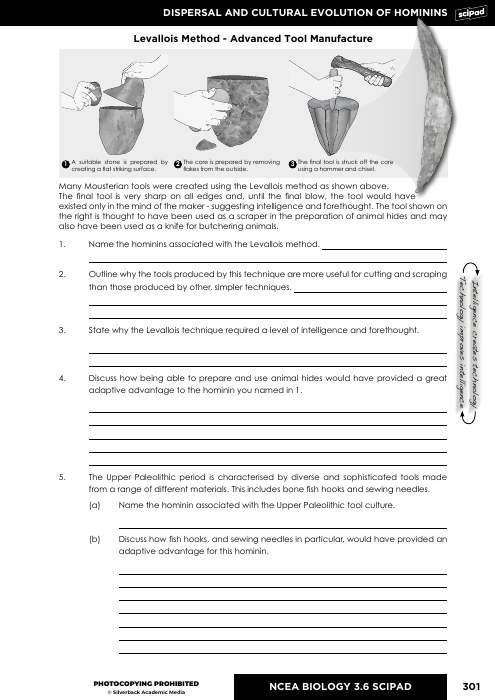 DISPERSAL AND CULTURAL EVOLUTION OF HOMININS
scipad
Levallois Method - Advanced Tool Manufacture
1 A suitable stone is prepared by
creating a flat striking surface.
2 The core is prepared by removing
flakes from the outside.
3 The final tool is struck off the core
using a hammer and chisel.
Many Mousterian tools were created using the Levallois method as shown above.
The final tool is very sharp on all edges and, until the final blow, the tool would have
existed only in the mind of the maker - suggesting intelligence and forethought. The tool shown on
the right is thought to have been used as a scraper in the preparation of animal hides and may
also have been used as a knife for butchering animals.
1. Name the hominins associated with the Levallois method.
2. Outline why the tools produced by this technique are more useful for cutting and scraping
than those produced by other, simpler techniques.
3. State why the Levallois technique required a level of intelligence and forethought.
4. Discuss how being able to prepare and use animal hides would have provided a great
adaptive advantage to the hominin you named in 1.
5. The Upper Paleolithic period is characterised by diverse and sophisticated tools made
from a range of different materials. This includes bone fish hooks and sewing needles.
(a) Name the hominin associated with the Upper Paleolithic tool culture.
(b) Discuss how fish hooks, and sewing needles in particular, would have provided an
adaptive advantage for this hominin.
Intelligence creates technology
Technology improves intelligence
PHOTOCOPYING PROHIBITED
© Silverback Academic Media
NCEA BIOLOGY 3.6 SCIPAD
301